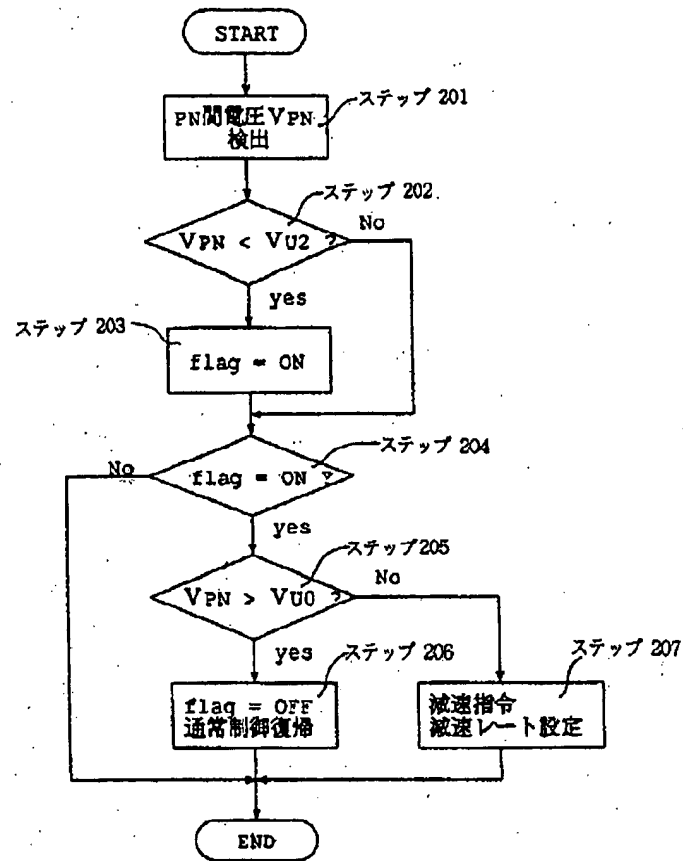 START
ステップ 201
PN間電圧VPN
検出
ステップ 202
VPN < VU2 ?
No
yes
ステップ 203
flag = ON
ステップ 204
No
flag = ON ?
yes
ステップ205
VPN > VU0 ?
No
yes
ステップ 206
ステップ 207
flag = OFF
通常制御復帰
減速指令
減速レート設定
END